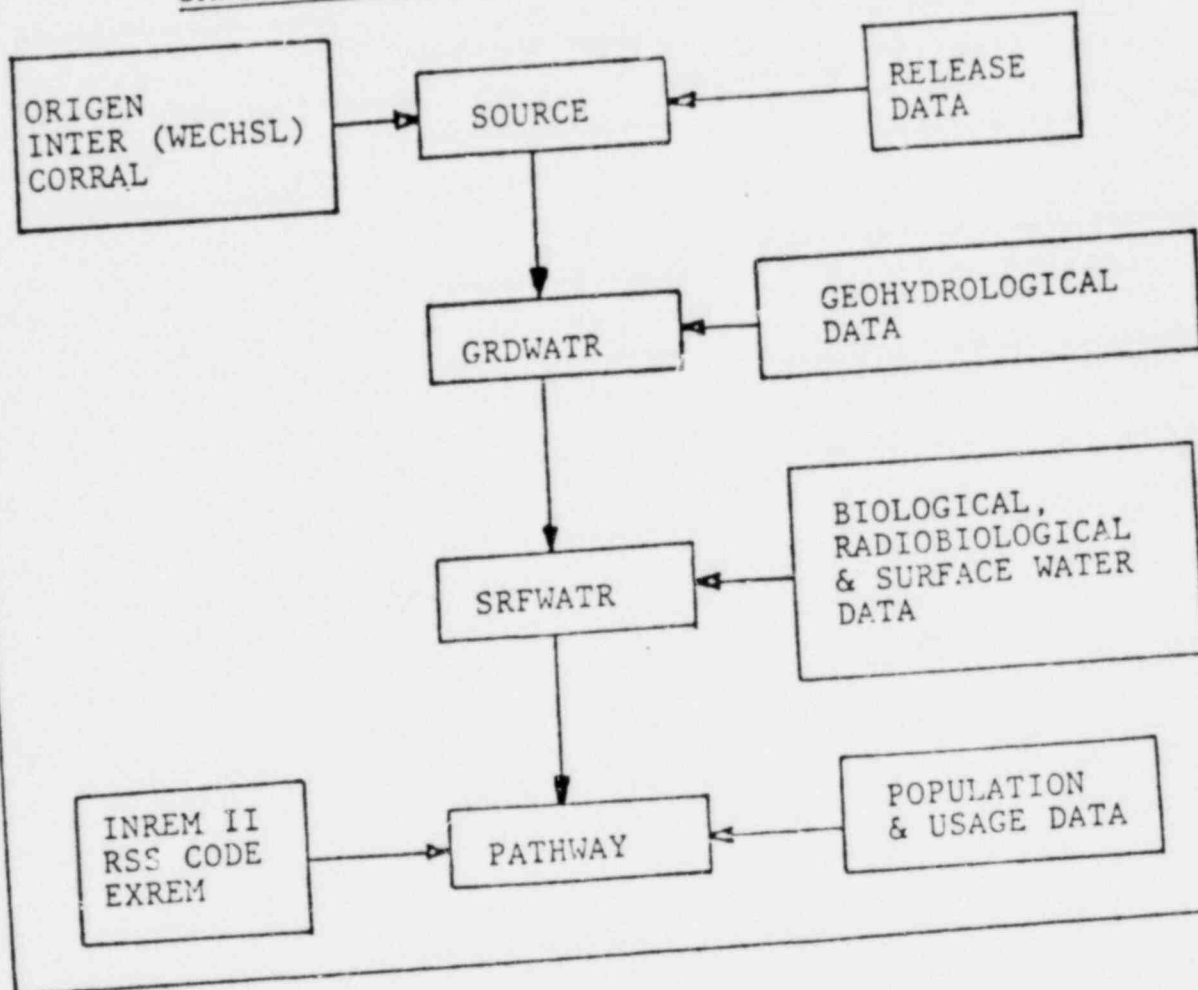 ORIGEN
INTER (WECHSL)
CORRAL
SOURCE
RELEASE
DATA
GRDWATR
GEOHYDROLOGICAL
DATA
SRFWATR
BIOLOGICAL,
RADIOBIOLOGICAL
& SURFACE WATER
DATA
INREM II
RSS CODE
EXREM
PATHWAY
POPULATION
& USAGE DATA